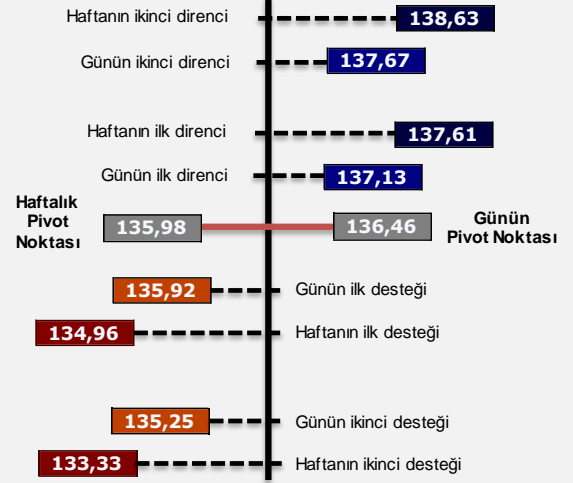 Haftanın ikinci direnci 138,63
Günün ikinci direnci 137,67
Haftanın ilk direnci 137,61
Günün ilk direnci 137,13
Haftalık
Pivot
Noktası
135,98
136,46
Günün
Pivot Noktası
135,92 Günün ilk desteği
134,96 Haftanın ilk desteği
135,25 Günün ikinci desteği
133,33 Haftanın ikinci desteği